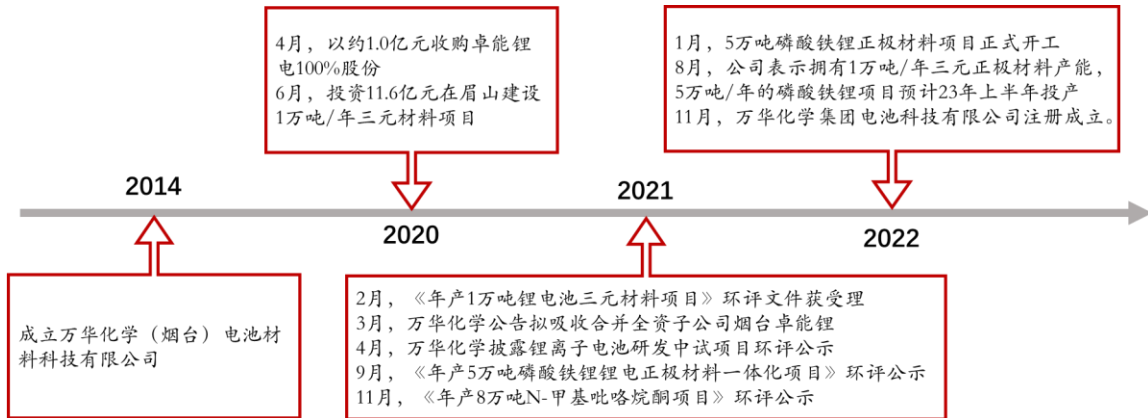 4月，以约1.0亿元收购卓能锂
电100%股份
6月，投资11.6亿元在眉山建设
1万吨/年三元材料项目
1月，5万吨磷酸铁锂正极材料项目正式开工
8月，公司表示拥有1万吨/年三元正极材料产能，
5万吨/年的磷酸铁锂项目预计23年上半年投产
11月，万华化学集团电池科技有限公司注册成立。
2014
2021
2020
2022
成立万华化学（烟台）电池材
料科技有限公司
2月，《年产1万吨锂电池三元材料项目》环评文件获受理
3月，万华化学公告拟吸收合并全资子公司烟台卓能锂
4月，万华化学披露锂离子电池研发中试项目环评公示
9月，《年产5万吨磷酸铁锂锂电正极材料一体化项目》环评公示
11月，《年产8万吨N-甲基吡咯烷酮项目》环评公示